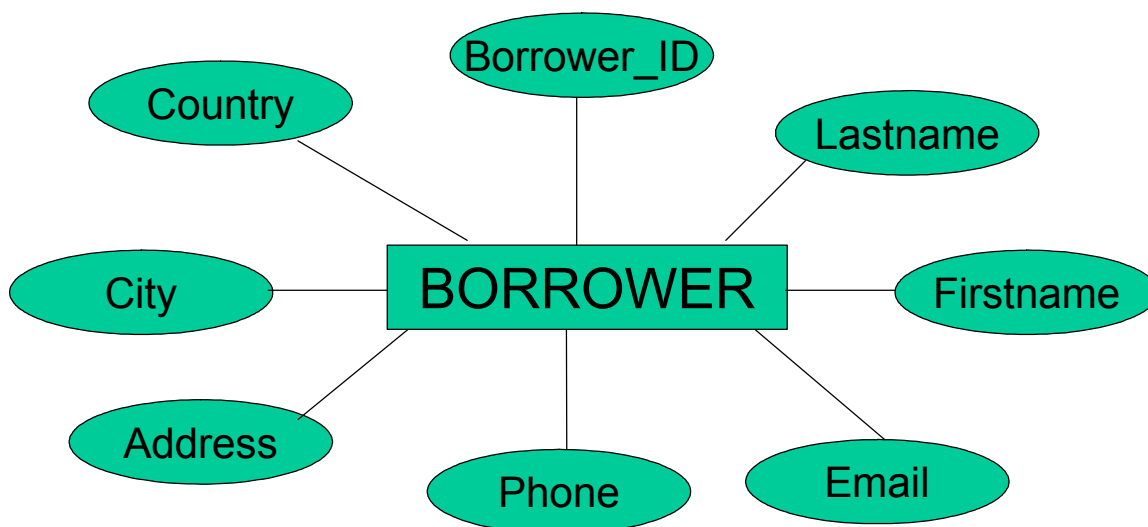 Borrower_ID
Country
Lastname
BORROWER
City
Firstname
Address
Phone
Email